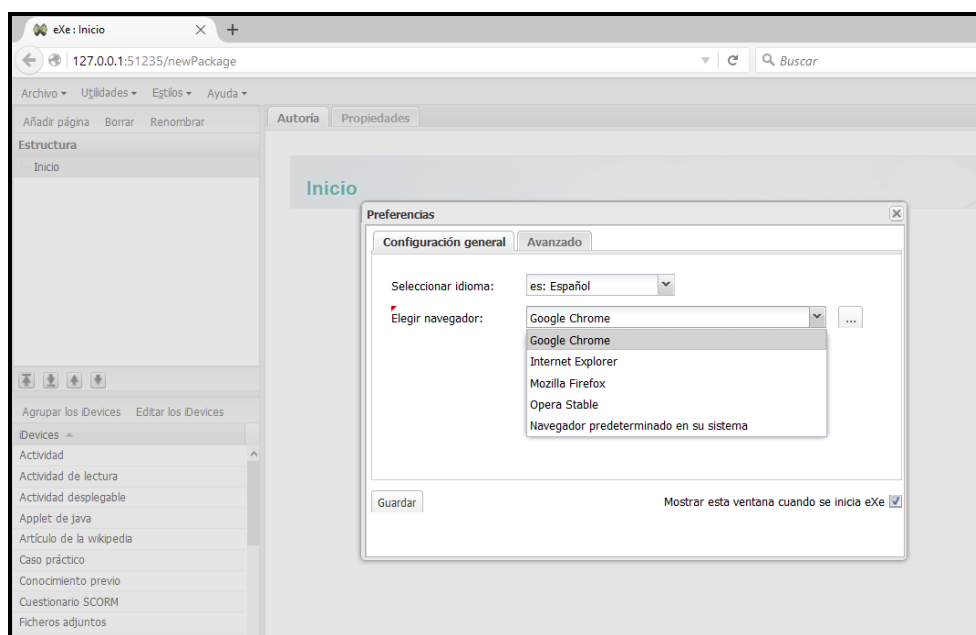 eXe : Inicio
127.0.0.1:51235/newPackage
Buscar
Archivo Utilidades Estilos Ayuda
Añadir página Borrar Renombrar
Estructura
Inicio
Autoría Propiedades
Inicio
Preferencias
Configuración general Avanzado
Seleccionar idioma: es: Español
Elegir navegador: Google Chrome ...
Google Chrome
Internet Explorer
Mozilla Firefox
Opera Stable
Navegador predeterminado en su sistema
Guardar
Mostrar esta ventana cuando se inicia eXe
Agrupar los iDevices Editar los iDevices
iDevices
Actividad
Actividad de lectura
Actividad desplegable
Applet de java
Artículo de la wikipedia
Caso práctico
Conocimiento previo
Cuestionario SCORM
Ficheros adjuntos